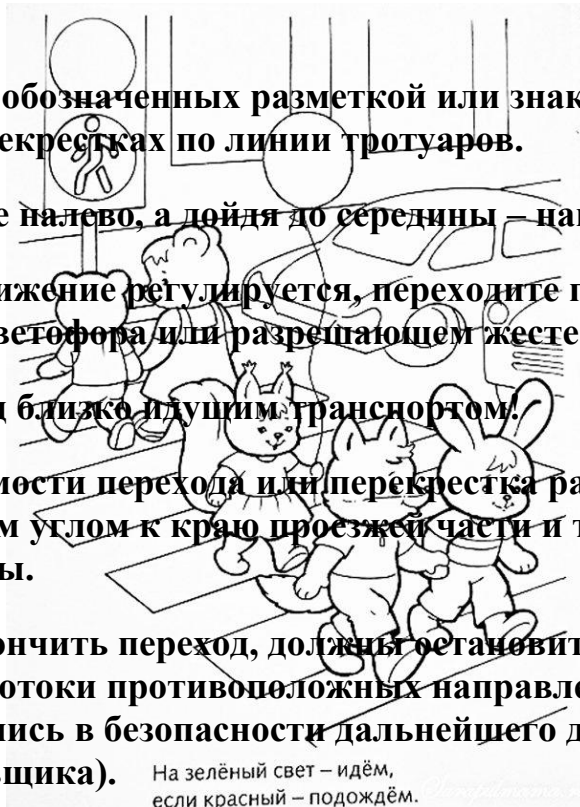 обозначенных разметкой или знак
екрестках по линии тротуаров.
е налево, а дойдя до середины – на
ижение регулируется, переходите п
ветофора или разрешающем жесте
близко идущим транспортом!
мости перехода или перекрестка ра
м углом к краю проезжей части и т
ы.
ончить переход, должны остановит
отоки противоположных направле
лись в безопасности дальнейшего д
щика).
На зелёный свет – идём,
если красный – подождём.